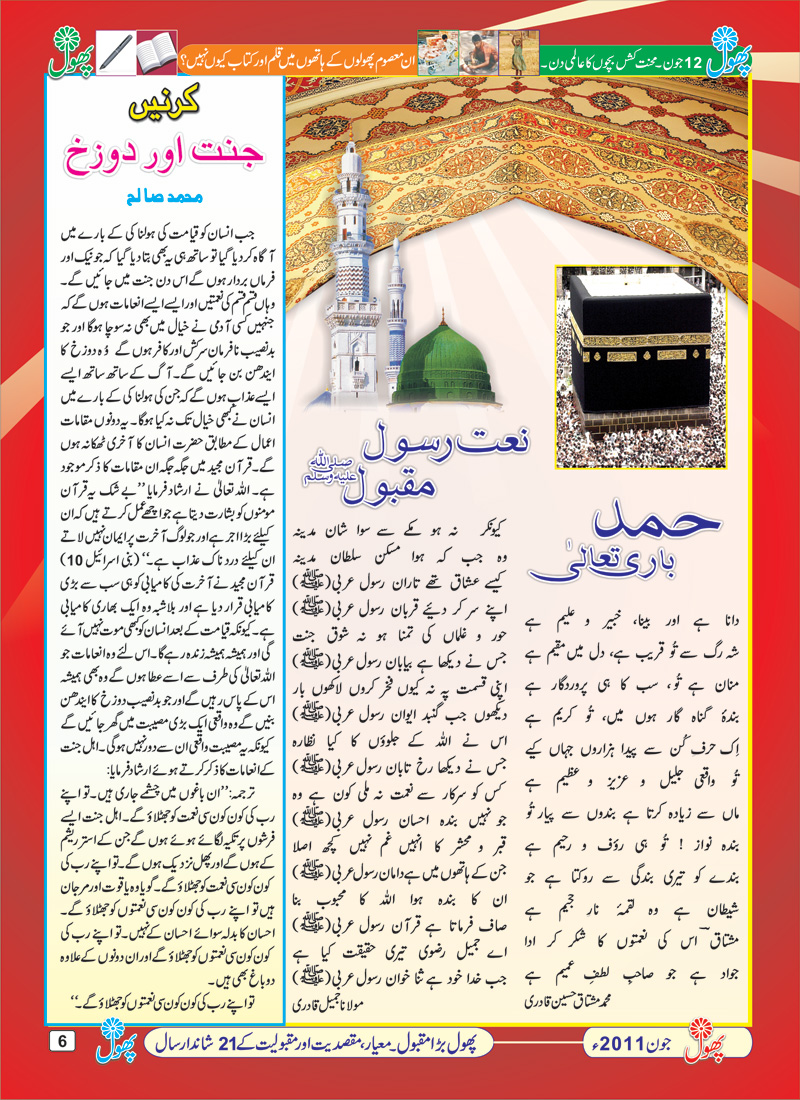 پھول
12 جون۔ محنت کش بچوں کا عالمی دن۔
ان معصوم پھولوں کے ہاتھوں میں قلم اور کتاب کیوں نہیں؟
پھول
حمد
باری تعالیٰ
دانا ہے اور بینا، خبیر و علیم ہے
شہ رگ سے تُو قریب ہے، دل میں مقیم ہے
منان ہے تُو، سب کا ہی پروردگار ہے
بندۂ گناہ گار ہوں میں، تُو کریم ہے
اِک حرف کُن سے پیدا ہزاروں جہاں کیے
تُو واقعی جلیل و عزیز و عظیم ہے
ماں سے زیادہ کرتا ہے بندوں سے پیار تُو
بندہ نواز ! تُو ہی رؤف و رحیم ہے
بندے کو تیری بندگی سے روکتا ہے جو
شیطان ہے وہ لقمۂ نار جحیم ہے
مشتاق اس کی نعمتوں کا شکر کر ادا
جواد ہے جو صاحبِ لطفِ عمیم ہے
محمد مشتاق حسین قادری
نعت رسول
مقبول صلی اللہ علیہ وسلم
کیونکر نہ ہو مکے سے سوا شان مدینہ
وہ جب کہ ہوا مسکن سلطان مدینہ
کیسے عشاق تھے تاران رسول عربی (ﷺ)
اپنے سر کر دیئے قربان رسول عربی (ﷺ)
حور و غلماں کی تمنا ہو نہ شوق جنت
جس نے دیکھا ہے بیابان رسول عربی (ﷺ)
اپنی قسمت پہ نہ کیوں فخر کروں لاکھوں بار
دیکھوں جب گنبد ایوان رسول عربی (ﷺ)
اس نے اللہ کے جلوؤں کا کیا نظارہ
جس نے دیکھا رخ تابان رسول عربی (ﷺ)
کس کو سرکار سے نعمت نہ ملی کون ہے وہ
جو نہیں بندہ احسان رسول عربی (ﷺ)
قبر و محشر کا انہیں غم نہیں کچھ اصلا
جن کے ہاتھوں میں ہے دامان رسول عربی (ﷺ)
ان کا بندہ ہوا اللہ کا محبوب بنا
صاف فرماتا ہے قرآن رسول عربی (ﷺ)
اے جمیل رضوی تیری حقیقت کیا ہے
جب خدا خود ہے ثنا خوان رسول عربی (ﷺ)
مولانا جمیل قادری
کرنیں
جنت اور دوزخ
محمد صالح
جب انسان کو قیامت کی ہولناکی کے بارے میں
آگاہ کر دیا گیا تو ساتھ ہی یہ بھی بتا دیا گیا کہ جو نیک اور
فرماں بردار ہوں گے اس دن جنت میں جائیں گے۔
وہاں قسم قسم کی نعمتیں اور ایسے ایسے انعامات ہوں گے کہ
جنہیں کسی آدمی نے خیال میں بھی نہ سوچا ہوگا اور جو
بدنصیب نافرمان سرکش اور کافر ہوں گے وُہ دوزخ کا
ایندھن بن جائیں گے۔ آگ کے ساتھ ساتھ ایسے
ایسے عذاب ہوں گے کہ جن کی ہولناکی کے بارے میں
انسان نے کبھی خیال تک نہ کیا ہوگا۔ یہ دونوں مقامات
اعمال کے مطابق حضرت انسان کا آخری ٹھکانہ ہوں
گے۔ قرآن مجید میں جگہ جگہ ان مقامات کا ذکر موجود
ہے۔ اللہ تعالیٰ نے ارشاد فرمایا ’’بے شک یہ قرآن
مومنوں کو بشارت دیتا ہے جو اچھے عمل کرتے ہیں کہ ان
کیلئے بڑا اجر ہے اور جو لوگ آخرت پر ایمان نہیں لاتے
ان کیلئے دردناک عذاب ہے۔‘‘ (بنی اسرائیل 10)
قرآن مجید نے آخرت کی کامیابی کو ہی سب سے بڑی
کامیابی قرار دیا ہے اور بلاشبہ وہ ایک بھاری کامیابی
ہے۔ کیونکہ قیامت کے بعد انسان کو بھی موت نہیں آئے
گی اور ہمیشہ ہمیشہ زندہ رہے گا۔ اس لئے وہ انعامات جو
اللہ تعالیٰ کی طرف سے اسے عطا ہوں گے وہ بھی ہمیشہ
اس کے پاس رہیں گے اور جو بدنصیب دوزخ کا ایندھن
بنیں گے وہ واقعی ایک بڑی مصیبت میں گھر جائیں گے
کیونکہ یہ مصیبت واقعی ان سے دور نہیں ہوگی۔ اہل جنت
کے انعامات کا ذکر کرتے ہوئے ارشاد فرمایا:
ترجمہ: ’’ان باغوں میں چشمے جاری ہیں۔ تو اپنے
رب کی کون کون سی نعمت کو جھٹلاؤ گے۔ اہل جنت ایسے
فرشوں پر تکیہ لگائے ہوئے ہوں گے جن کے استر ریشم
کے ہوں گے اور پھل نزدیک ہوں گے۔ تو اپنے رب کی
کون کون سی نعمت کو جھٹلاؤ گے۔ گویا وہ یاقوت اور مرجان
ہیں تو اپنے رب کی کون کون سی نعمتوں کو جھٹلاؤ گے۔
احسان کا بدلہ سوائے احسان کے نہیں۔ تو اپنے رب کی
کون کون سی نعمتوں کو جھٹلاؤ گے اور ان دونوں کے علاوہ
دو باغ بھی ہیں۔
تو اپنے رب کی کون کون سی نعمتوں کو جھٹلاؤ گے۔‘‘
پھول
جون 2011ء
پھول بڑا مقبول۔ معیار، مقصدیت اور مقبولیت کے 21 شاندار سال
پھول
6